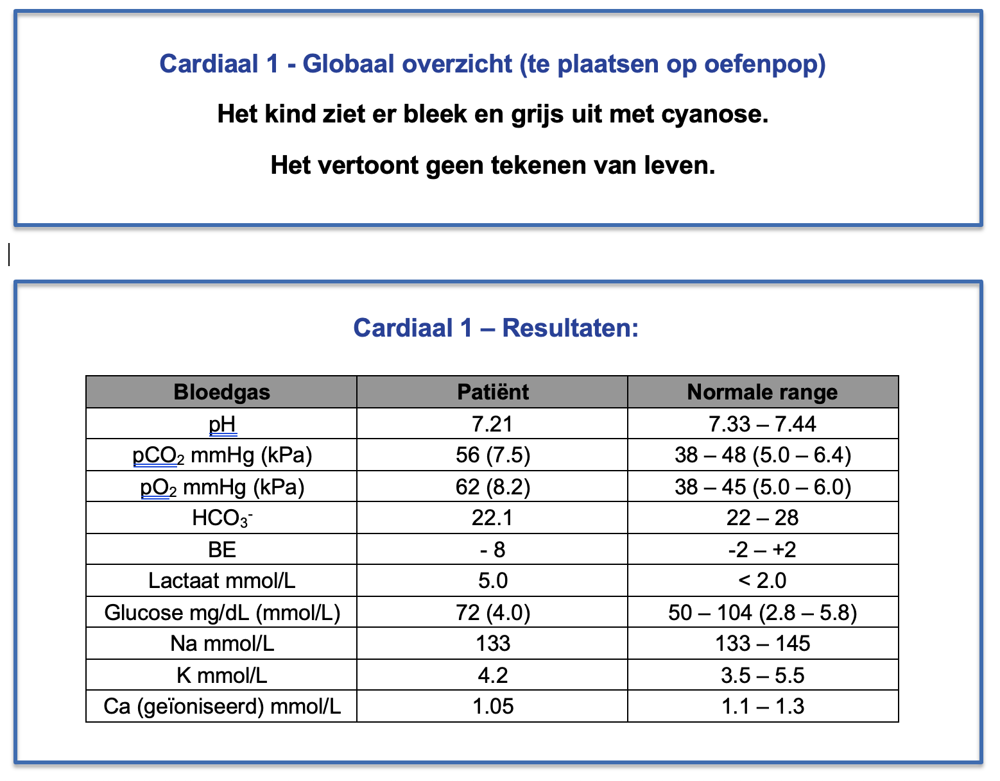 Cardiaal 1 - Globaal overzicht (te plaatsen op oefenpop)
Het kind ziet er bleek en grijs uit met cyanose.
Het vertoont geen tekenen van leven.
Cardiaal 1 – Resultaten:
Bloedgas Patiënt Normale range
pH 7.21 7.33 – 7.44
pCO₂ mmHg (kPa) 56 (7.5) 38 – 48 (5.0 – 6.4)
pO₂ mmHg (kPa) 62 (8.2) 38 – 45 (5.0 – 6.0)
HCO₃⁻ 22.1 22 – 28
BE - 8 -2 – +2
Lactaat mmol/L 5.0 < 2.0
Glucose mg/dL (mmol/L) 72 (4.0) 50 – 104 (2.8 – 5.8)
Na mmol/L 133 133 – 145
K mmol/L 4.2 3.5 – 5.5
Ca (geïoniseerd) mmol/L 1.05 1.1 – 1.3